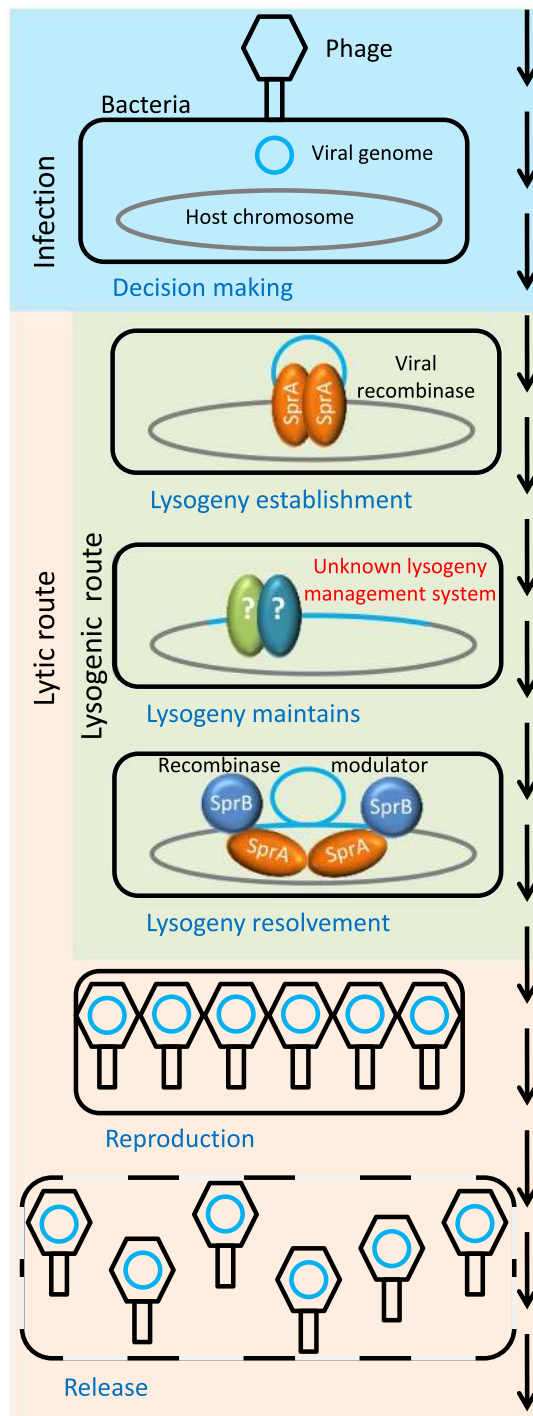 Phage
Bacteria
Viral genome
Host chromosome
Infection
Decision making
Viral
recombinase
SprA
SprA
Lysogeny establishment
Lytic route
Lysogenic route
Unknown lysogeny
management system
?
?
Lysogeny maintains
Recombinase modulator
SprB
SprB
SprA
SprA
Lysogeny resolvement
Reproduction
Release